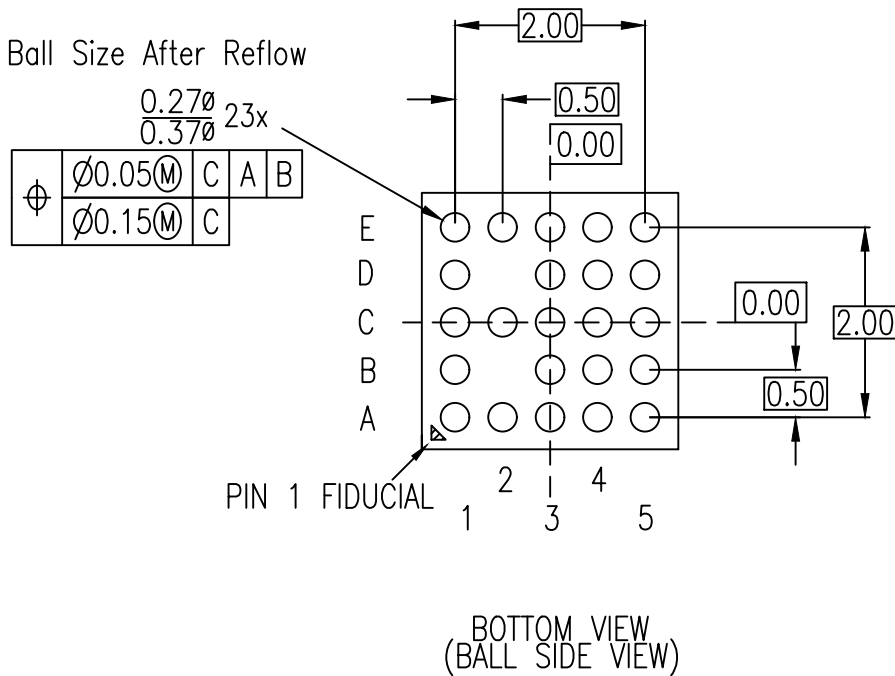 2.00
Ball Size After Reflow
0.50
0.27ø
0.37ø 23x
0.00
Ø0.05Ⓜ C A B
Ø0.15Ⓜ C
E
D
0.00
C
2.00
B
0.50
A
PIN 1 FIDUCIAL
2 4
1 3 5
BOTTOM VIEW
(BALL SIDE VIEW)